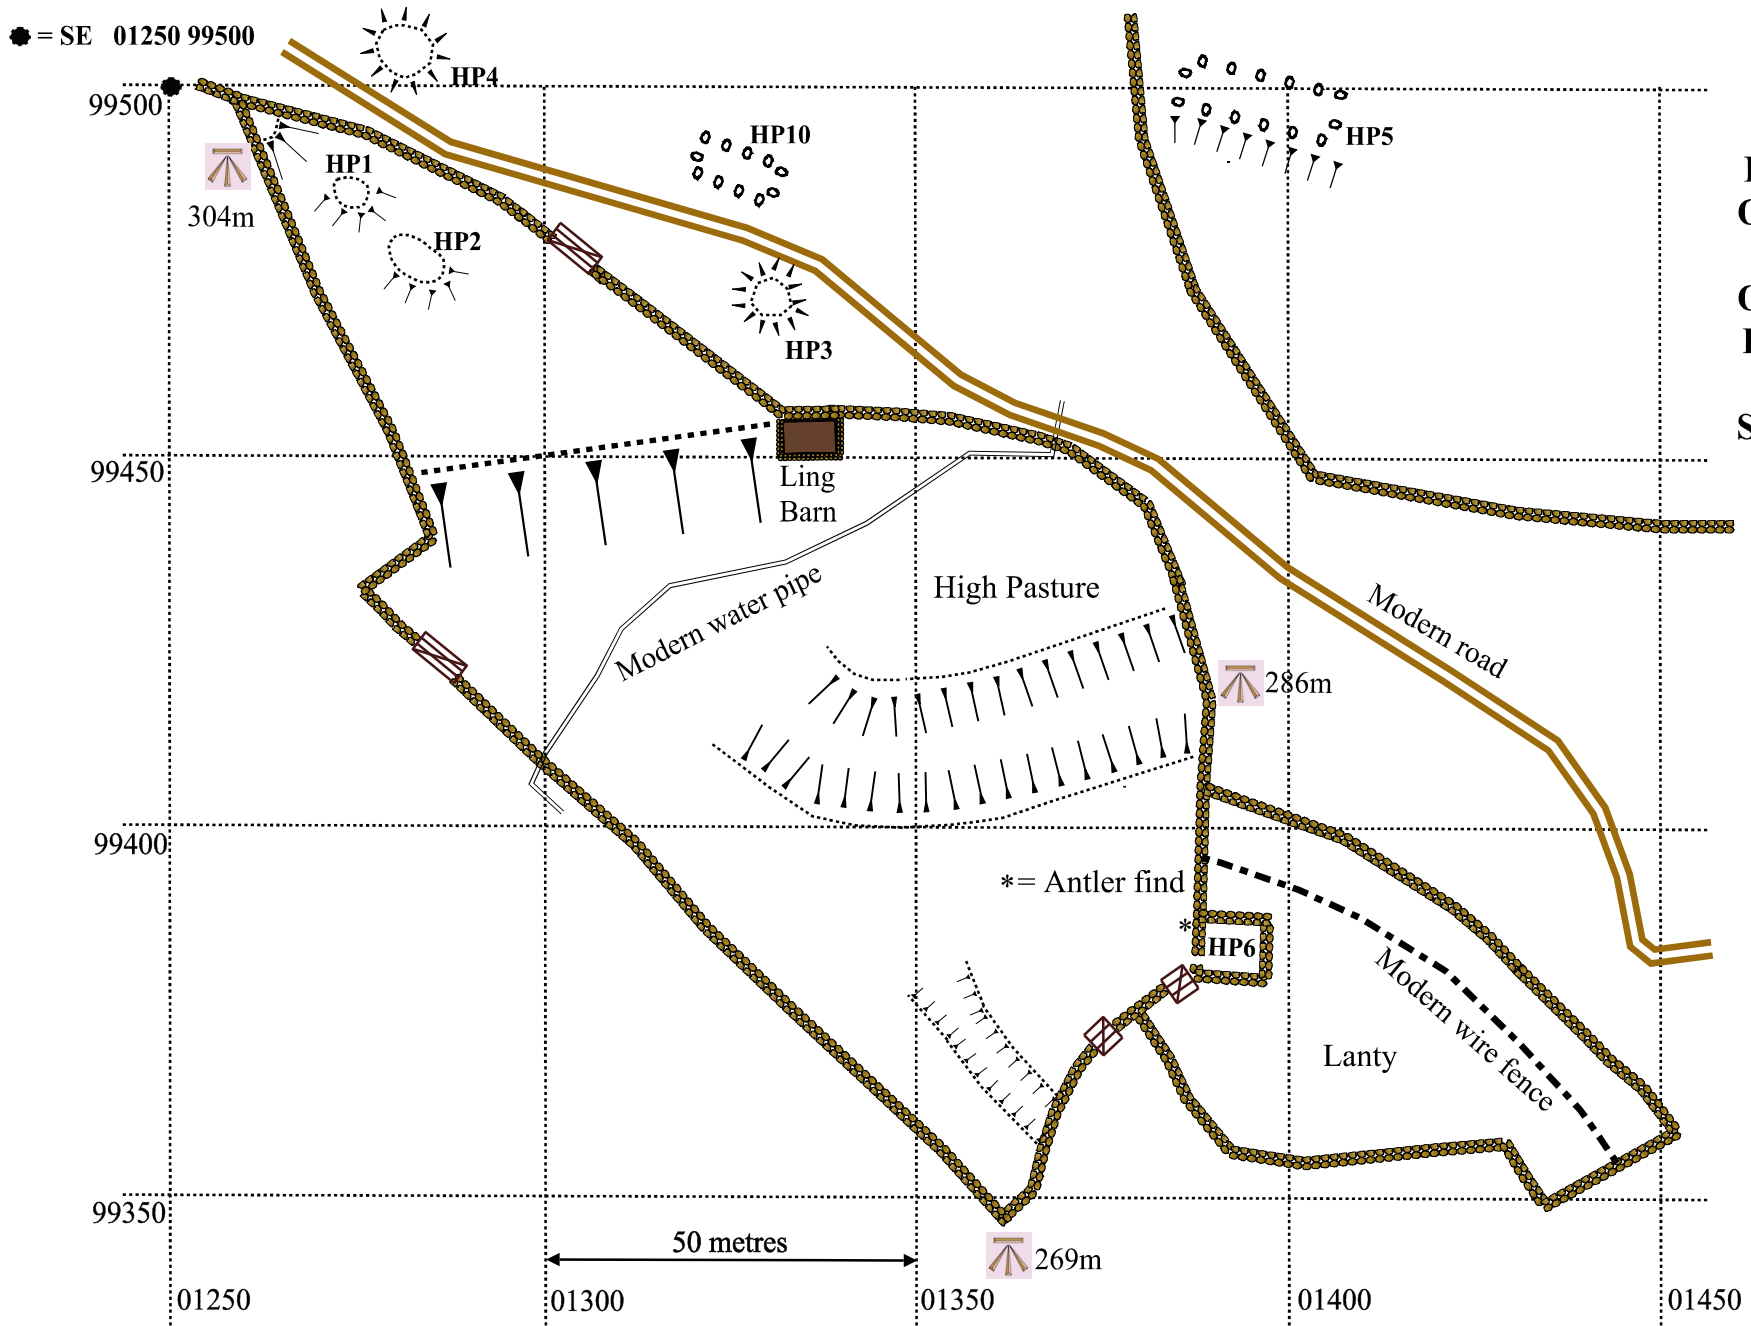 = SE 01250 99500
HP4
99500
HP10
HP5
HP1
304m
HP2
HP3
99450
Ling
Barn
High Pasture
Modern water pipe
Modern road
286m
99400
*= Antler find
*
HP6
Modern wire fence
Lanty
99350
50 metres
269m
01250
01300
01350
01400
01450